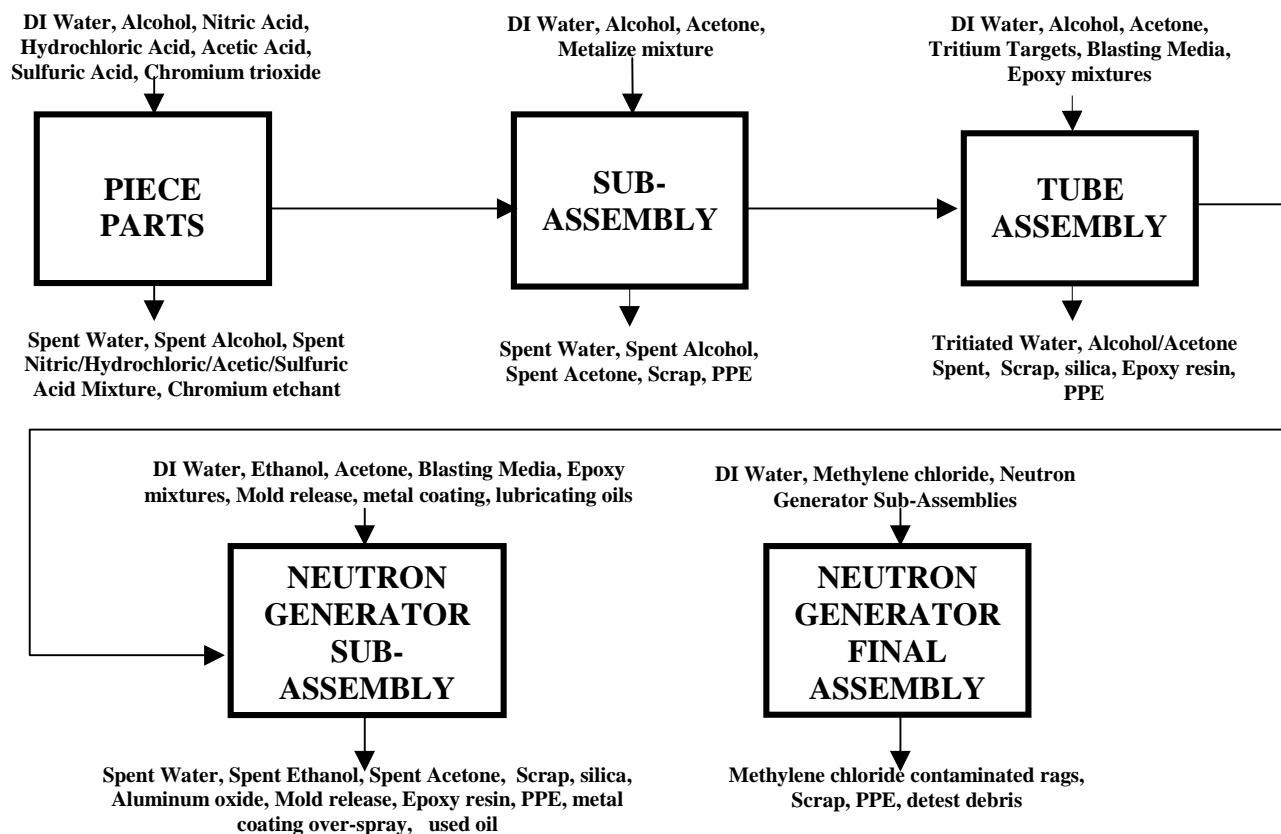 DI Water, Alcohol, Nitric Acid,
Hydrochloric Acid, Acetic Acid,
Sulfuric Acid, Chromium trioxide
DI Water, Alcohol, Acetone,
Metalize mixture
DI Water, Alcohol, Acetone,
Tritium Targets, Blasting Media,
Epoxy mixtures
PIECE
PARTS
SUB-
ASSEMBLY
TUBE
ASSEMBLY
Spent Water, Spent Alcohol, Spent
Nitric/Hydrochloric/Acetic/Sulfuric
Acid Mixture, Chromium etchant
Spent Water, Spent Alcohol,
Spent Acetone, Scrap, PPE
Tritiated Water, Alcohol/Acetone
Spent, Scrap, silica, Epoxy resin,
PPE
DI Water, Ethanol, Acetone, Blasting Media, Epoxy
mixtures, Mold release, metal coating, lubricating oils
DI Water, Methylene chloride, Neutron
Generator Sub-Assemblies
NEUTRON
GENERATOR
SUB-
ASSEMBLY
NEUTRON
GENERATOR
FINAL
ASSEMBLY
Spent Water, Spent Ethanol, Spent Acetone, Scrap, silica,
Aluminum oxide, Mold release, Epoxy resin, PPE, metal
coating over-spray, used oil
Methylene chloride contaminated rags,
Scrap, PPE, detest debris